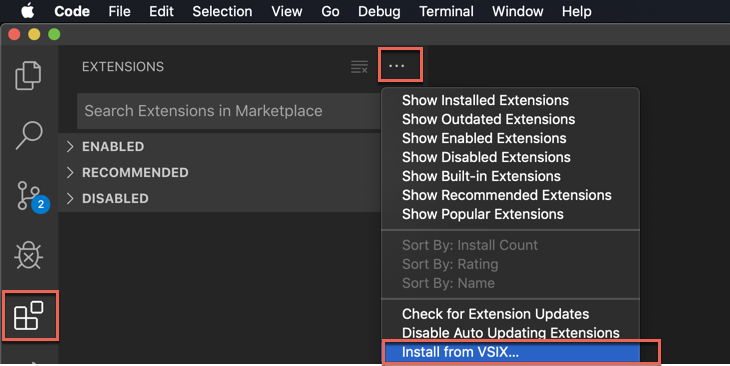 Code File Edit Selection View Go Debug Terminal Window Help
EXTENSIONS
Search Extensions in Marketplace
ENABLED
RECOMMENDED
DISABLED
2
Show Installed Extensions
Show Outdated Extensions
Show Enabled Extensions
Show Disabled Extensions
Show Built-in Extensions
Show Recommended Extensions
Show Popular Extensions
Sort By: Install Count
Sort By: Rating
Sort By: Name
Check for Extension Updates
Disable Auto Updating Extensions
Install from VSIX...